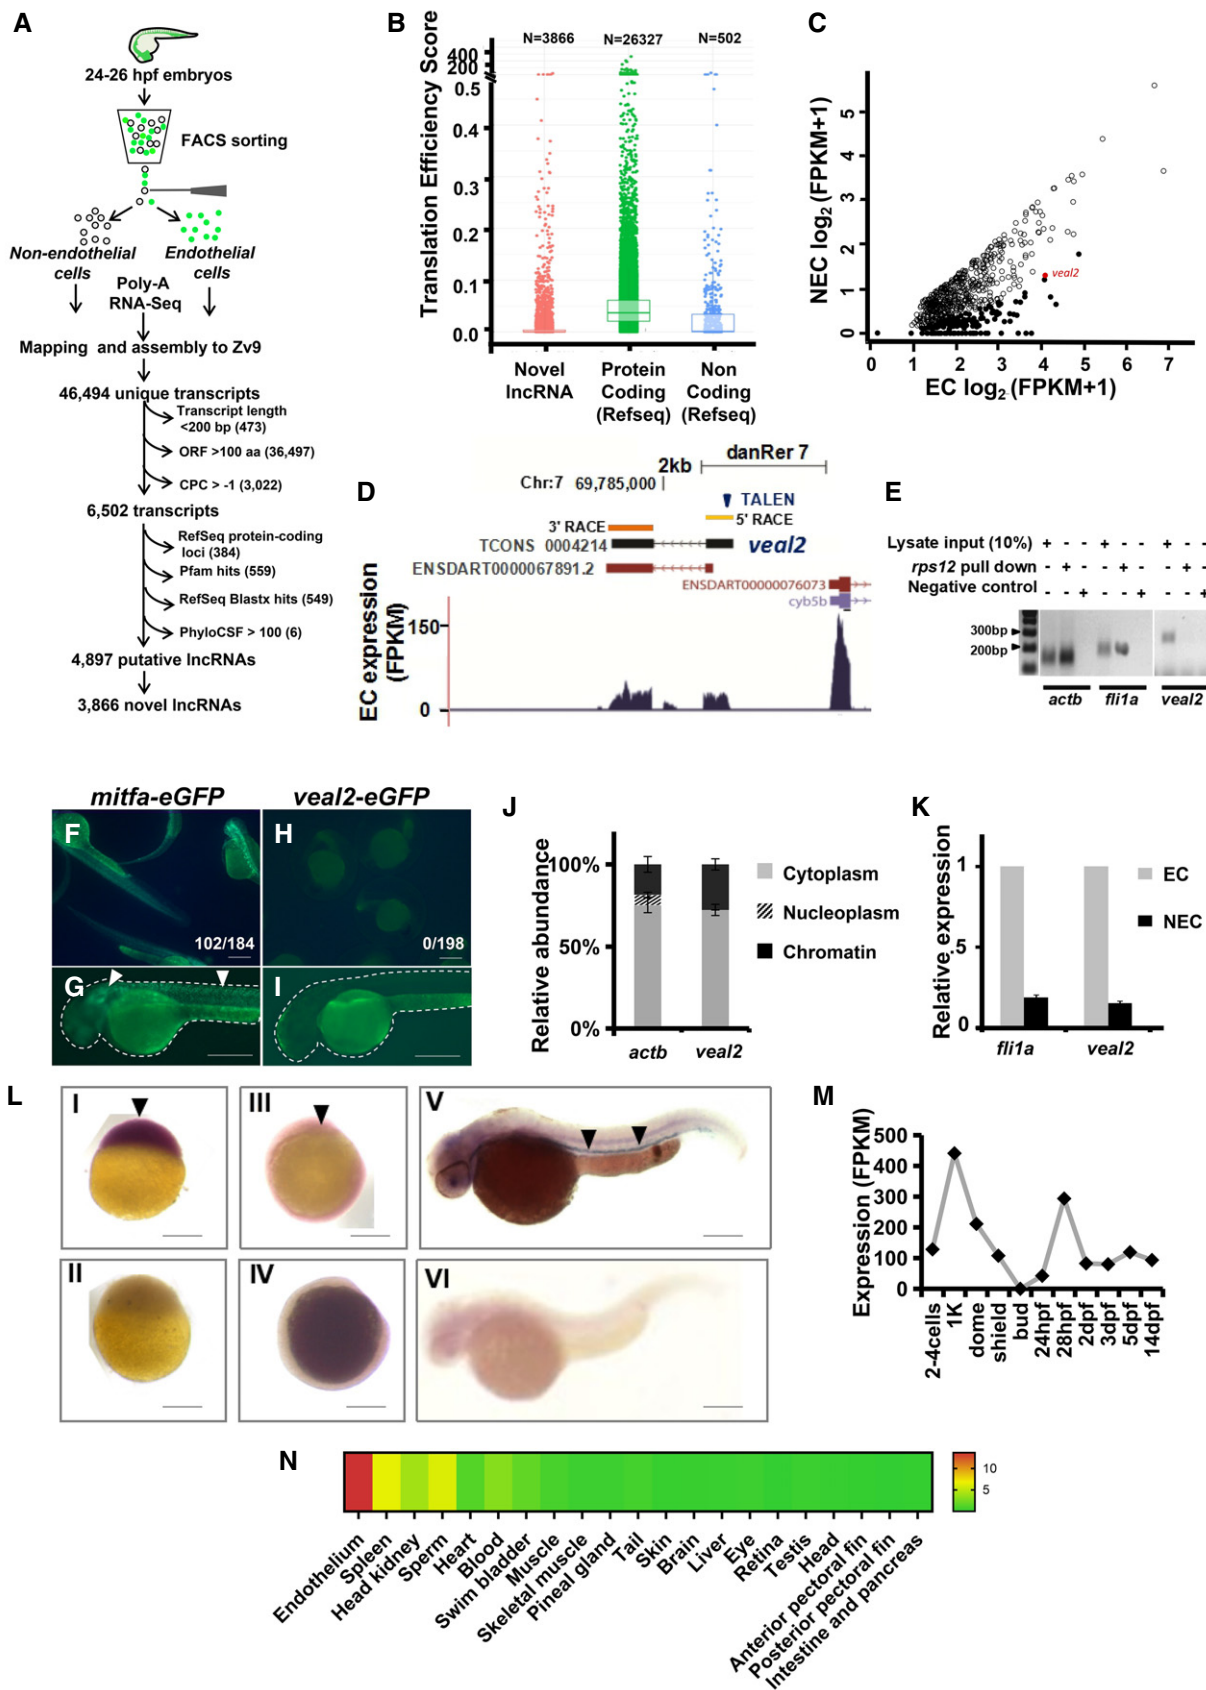 A
24-26 hpf embryos
FACS sorting
Non-endothelial cells
Endothelial cells
Poly-A
RNA-Seq
Mapping and assembly to Zv9
46,494 unique transcripts
Transcript length
<200 bp (473)
ORF >100 aa (36,497)
CPC > -1 (3,022)
6,502 transcripts
RefSeq protein-coding
loci (384)
Pfam hits (559)
RefSeq Blastx hits (549)
PhyloCSF > 100 (6)
4,897 putative lncRNAs
3,866 novel lncRNAs
B
Translation Efficiency Score
N=3866 N=26327 N=502
400
300
200
0.5
0.4
0.3
0.2
0.1
0.0
Novel
lncRNA
Protein
Coding
(Refseq)
Non
Coding
(Refseq)
C
NEC log2 (FPKM+1)
5
4
3
2
1
0
veal2
0 1 2 3 4 5 6 7
EC log2 (FPKM+1)
D
2kb danRer 7
Chr:7 69,785,000
TALEN
3' RACE
5' RACE
TCONS 0004214
veal2
ENSDART0000067891.2
ENSDART00000076073
cyb5b
EC expression
(FPKM)
150
0
E
Lysate input (10%) + - - + - - + - -
rps12 pull down - + - - + - - + -
Negative control - - + - - + - - +
300bp
200bp
actb fli1a veal2
mitfa-eGFP veal2-eGFP
F
102/184
H
0/198
G
I
J
Relative abundance
100%
50%
0%
actb veal2
Cytoplasm
Nucleoplasm
Chromatin
K
Relative expression
1
.5
0
fli1a veal2
EC
NEC
L
I
III
V
II
IV
VI
M
Expression (FPKM)
500
400
300
200
100
0
2-4cells
1K
dome
shield
bud
24hpf
28hpf
2dpf
3dpf
5dpf
14dpf
N
10
5
Endothelium
Spleen
Head kidney
Sperm
Heart
Blood
Swim bladder
Muscle
Skeletal muscle
Pineal gland
Tail
Skin
Brain
Liver
Eye
Retina
Testis
Head
Anterior pectoral fin
Posterior pectoral fin
Intestine and pancreas